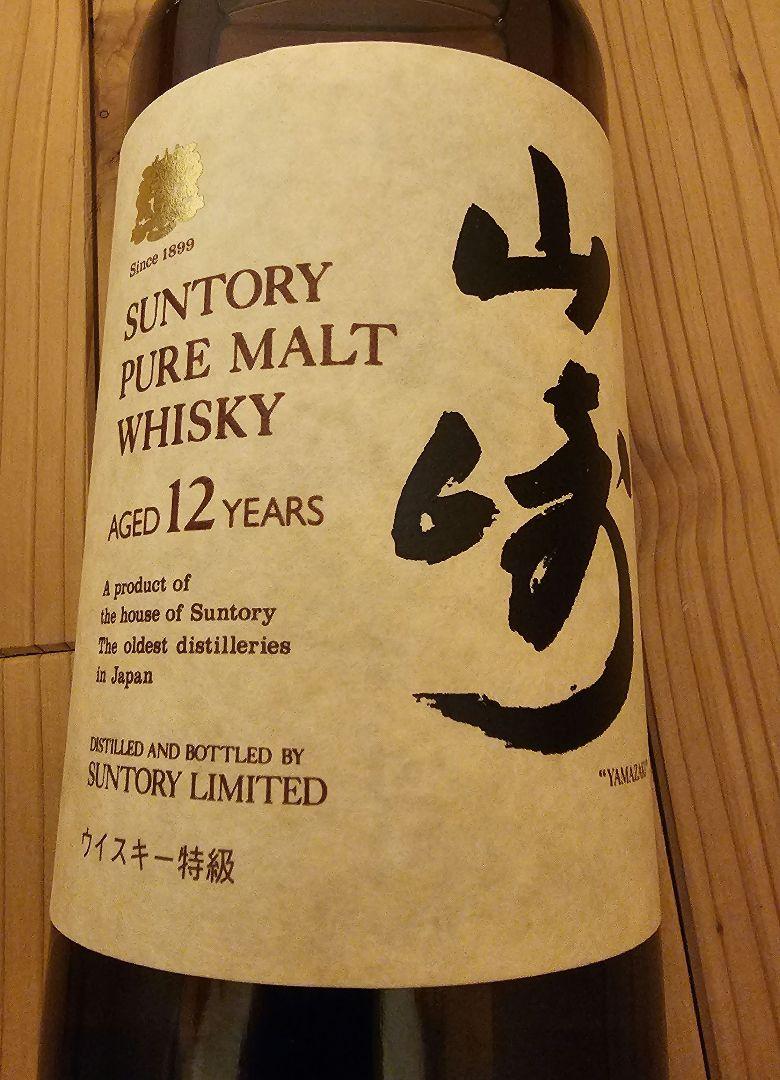 Since 1899
SUNTORY
PURE MALT
WHISKY
AGED 12 YEARS
A product of
the house of Suntory
The oldest distilleries
in Japan
DISTILLED AND BOTTLED BY
SUNTORY LIMITED
ウイスキー特級
山
崎
"YAMAZAKI"